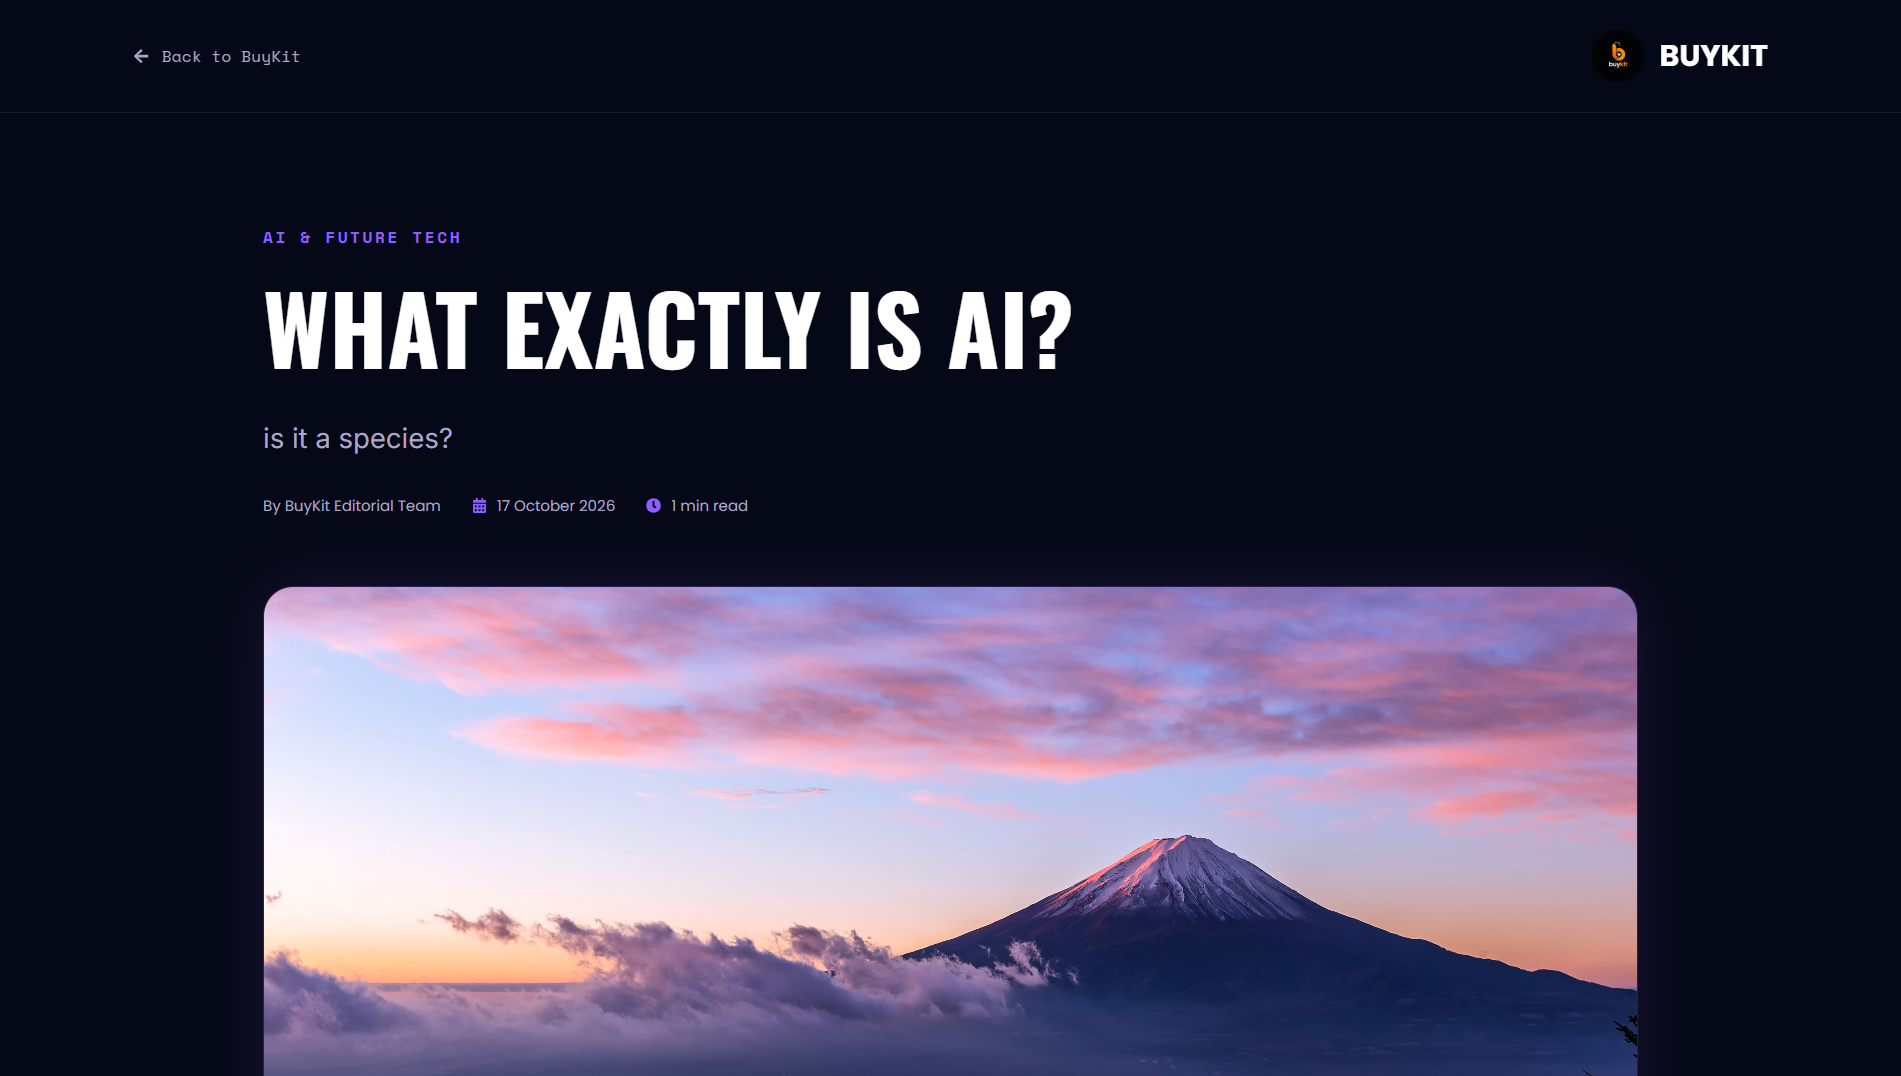 Back to BuyKit
buykit
BUYKIT
AI & FUTURE TECH
WHAT EXACTLY IS AI?
is it a species?
By BuyKit Editorial Team
17 October 2026
1 min read